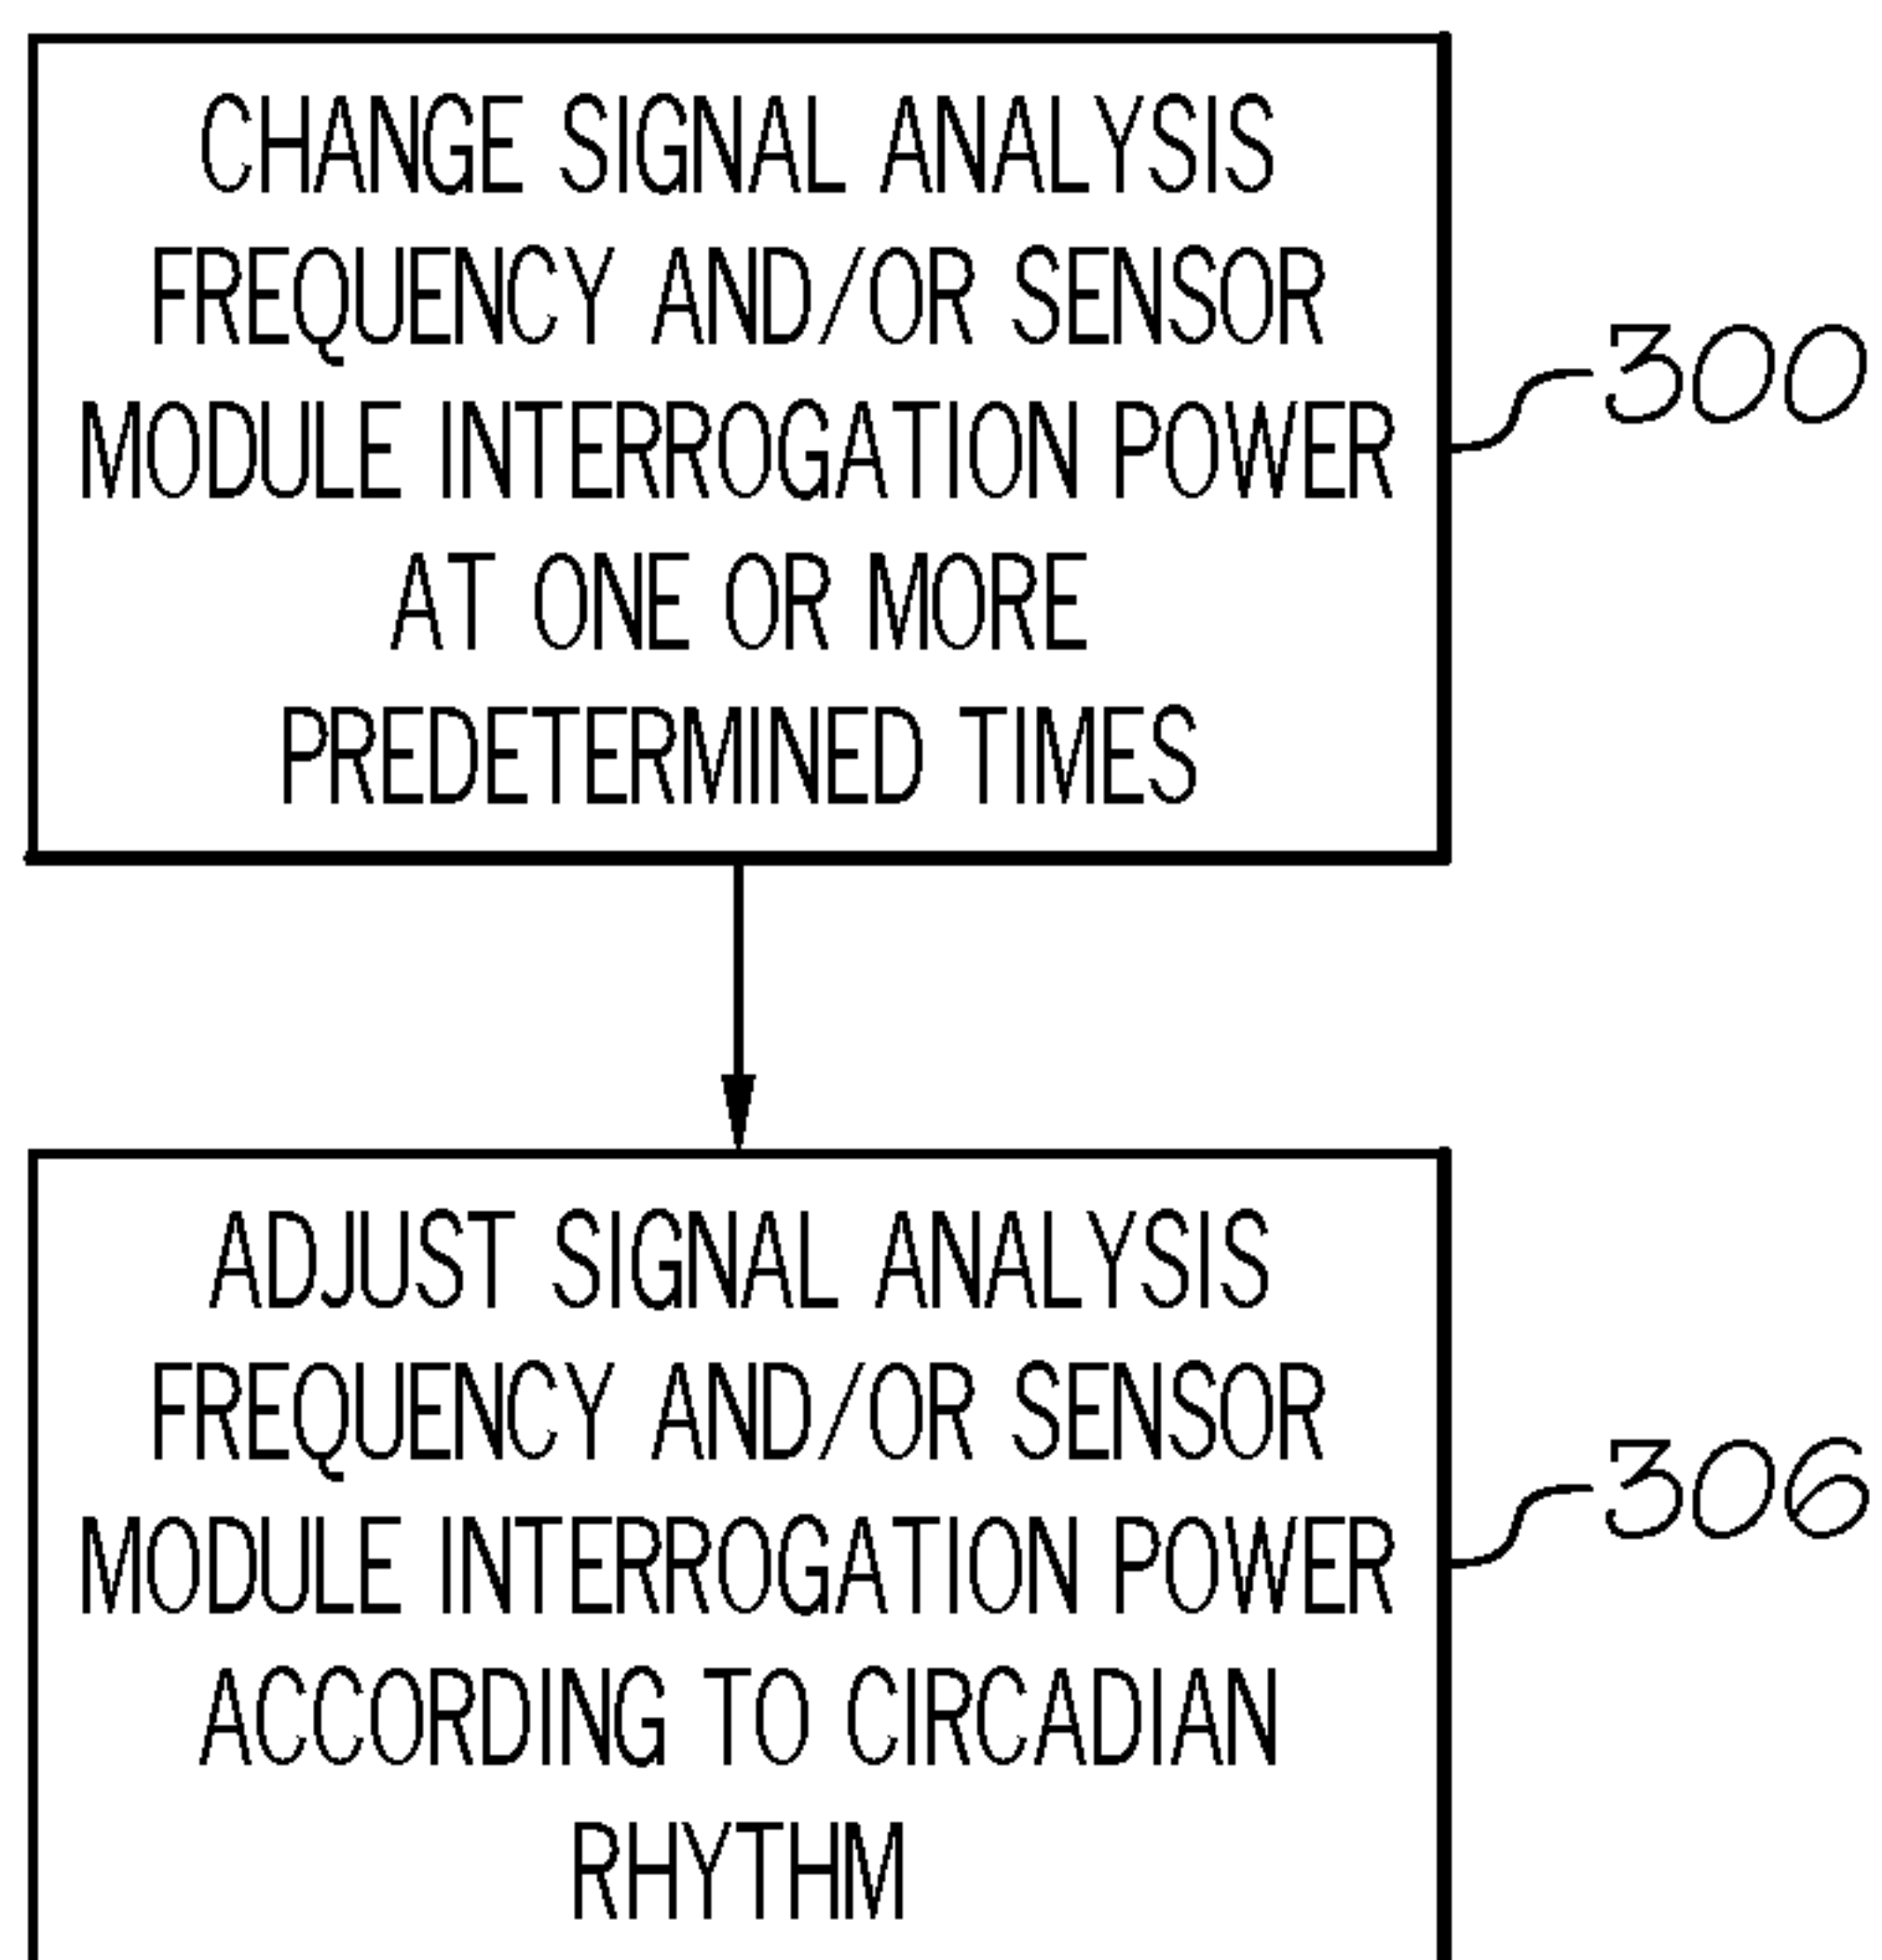 CHANGE SIGNAL ANALYSIS
FREQUENCY AND/OR SENSOR
MODULE INTERROGATION POWER
AT ONE OR MORE
PREDETERMINED TIMES
300
ADJUST SIGNAL ANALYSIS
FREQUENCY AND/OR SENSOR
MODULE INTERROGATION POWER
ACCORDING TO CIRCADIAN
RHYTHM
306